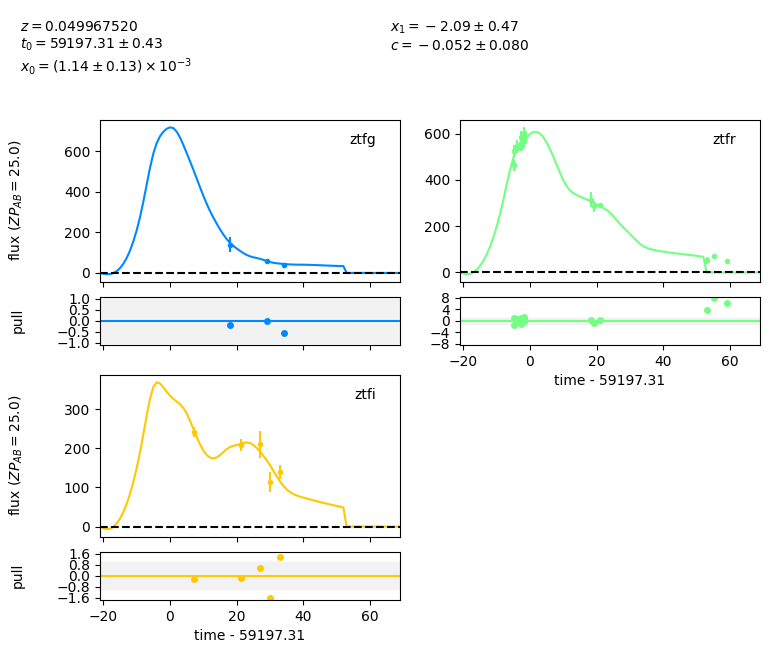 z = 0.049967520
t₀ = 59197.31 ± 0.43
x₀ = (1.14 ± 0.13) × 10⁻³
x₁ = −2.09 ± 0.47
c = −0.052 ± 0.080
flux (ZP_AB = 25.0)
ztfg
600
400
200
0
ztfr
600
400
200
0
pull
1.0
0.5
0.0
−0.5
−1.0
8
4
0
−4
−8
−20 0 20 40 60
time - 59197.31
flux (ZP_AB = 25.0)
ztfi
300
200
100
0
pull
1.6
0.8
0.0
−0.8
−1.6
−20 0 20 40 60
time - 59197.31